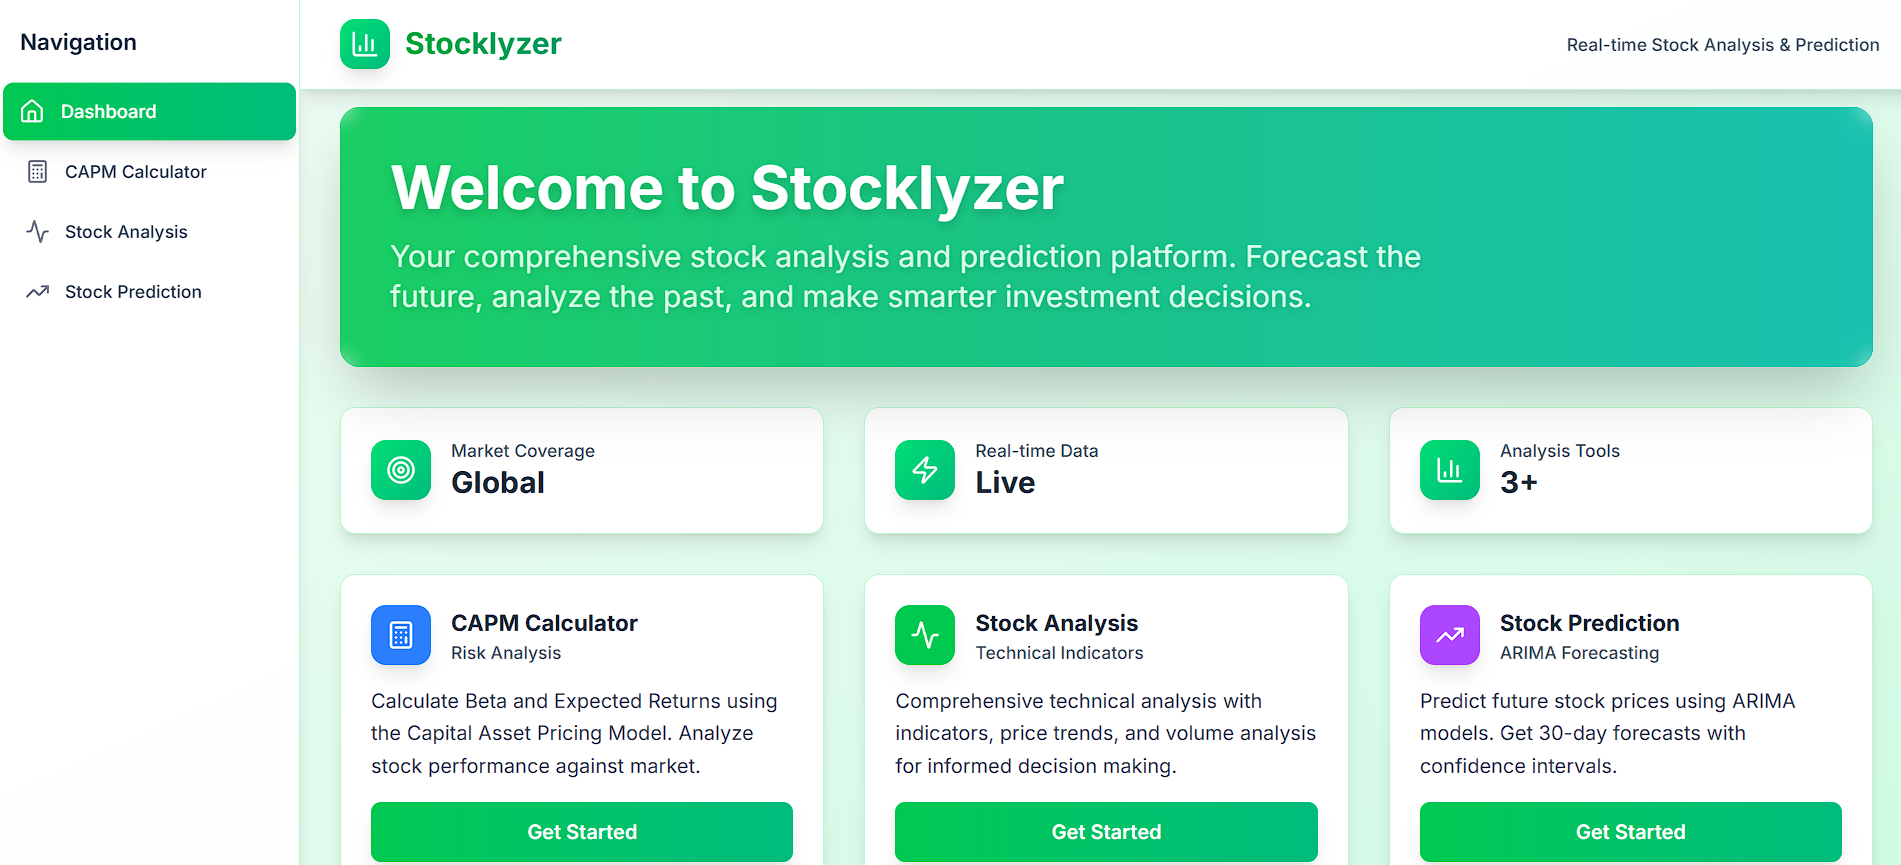 Navigation
Dashboard
CAPM Calculator
Stock Analysis
Stock Prediction
Stocklyzer
Real-time Stock Analysis & Prediction
Welcome to Stocklyzer
Your comprehensive stock analysis and prediction platform. Forecast the
future, analyze the past, and make smarter investment decisions.
Market Coverage
Global
Real-time Data
Live
Analysis Tools
3+
CAPM Calculator
Risk Analysis
Calculate Beta and Expected Returns using
the Capital Asset Pricing Model. Analyze
stock performance against market.
Get Started
Stock Analysis
Technical Indicators
Comprehensive technical analysis with
indicators, price trends, and volume analysis
for informed decision making.
Get Started
Stock Prediction
ARIMA Forecasting
Predict future stock prices using ARIMA
models. Get 30-day forecasts with
confidence intervals.
Get Started